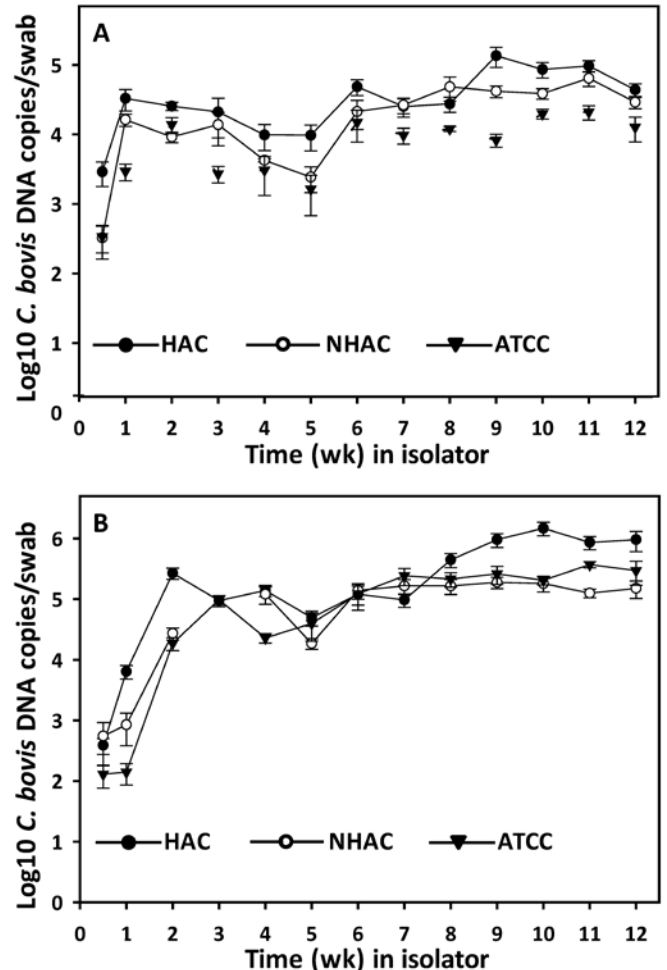 A
Log10 C. bovis DNA copies/swab
5
4
3
2
1
0
HAC NHAC ATCC
0 1 2 3 4 5 6 7 8 9 10 11 12
Time (wk) in isolator
B
Log10 C. bovis DNA copies/swab
6
5
4
3
2
1
0
HAC NHAC ATCC
0 1 2 3 4 5 6 7 8 9 10 11 12
Time (wk) in isolator